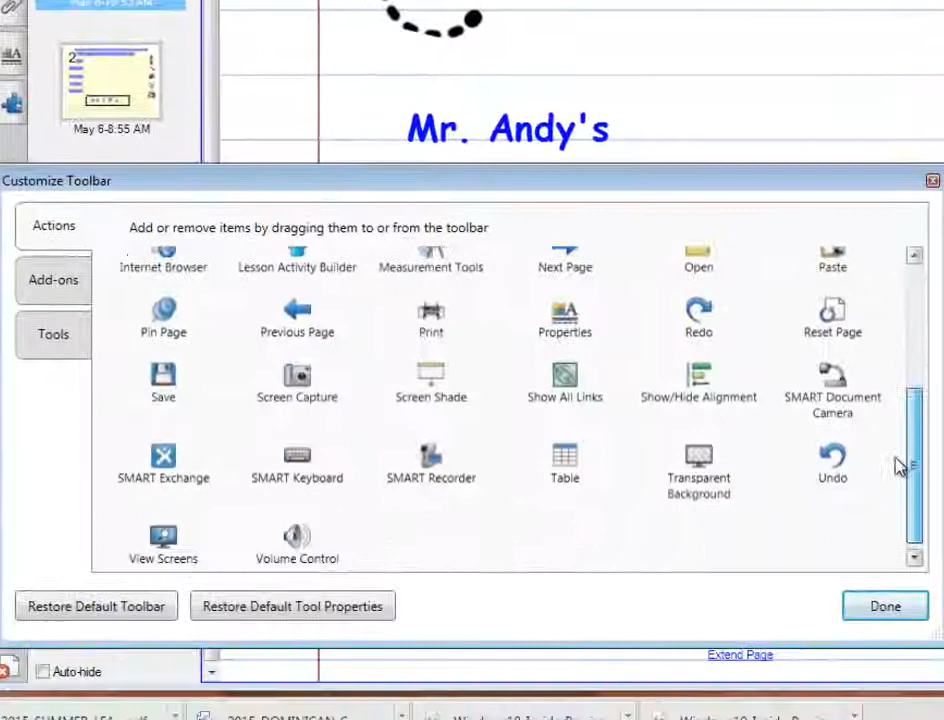 2
May 6-8:55 AM
Mr. Andy's
Customize Toolbar
Actions
Add or remove items by dragging them to or from the toolbar
Add-ons
Tools
Internet Browser Lesson Activity Builder Measurement Tools Next Page Open Paste
Pin Page Previous Page Print Properties Redo Reset Page
Save Screen Capture Screen Shade Show All Links Show/Hide Alignment SMART Document
Camera
SMART Exchange SMART Keyboard SMART Recorder Table Transparent Undo
Background
View Screens Volume Control
Restore Default Toolbar Restore Default Tool Properties Done
Extend Page
Auto-hide